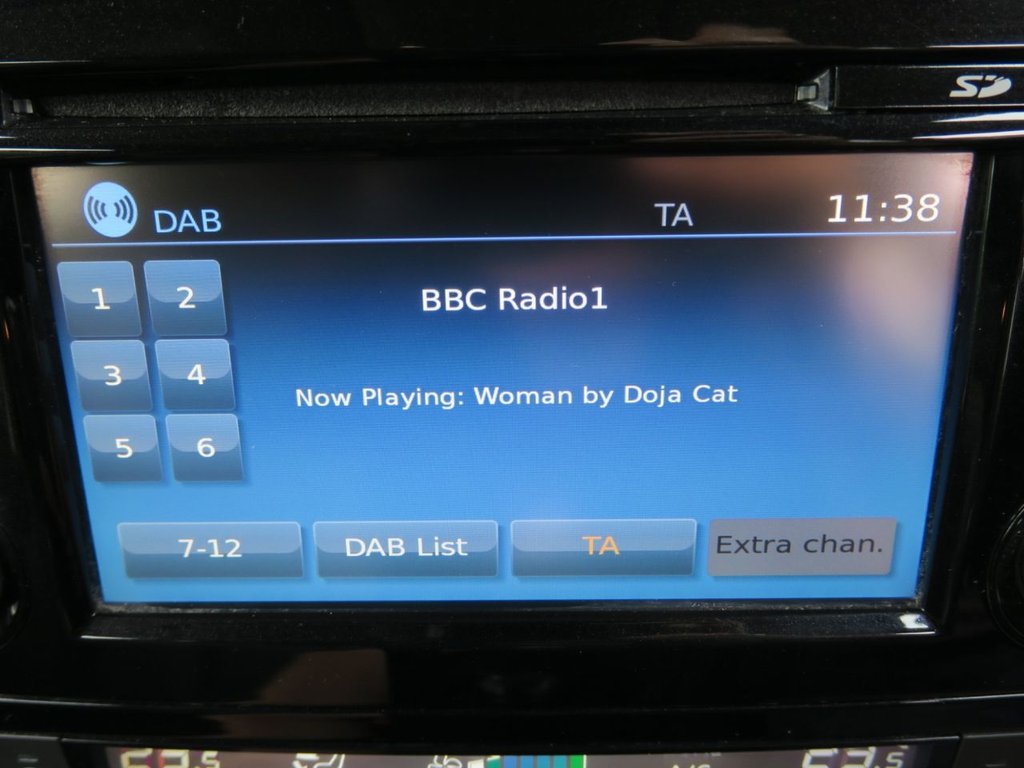 SD
DAB TA 11:38
1 2
BBC Radio1
3 4
Now Playing: Woman by Doja Cat
5 6
7-12 DAB List TA Extra chan.